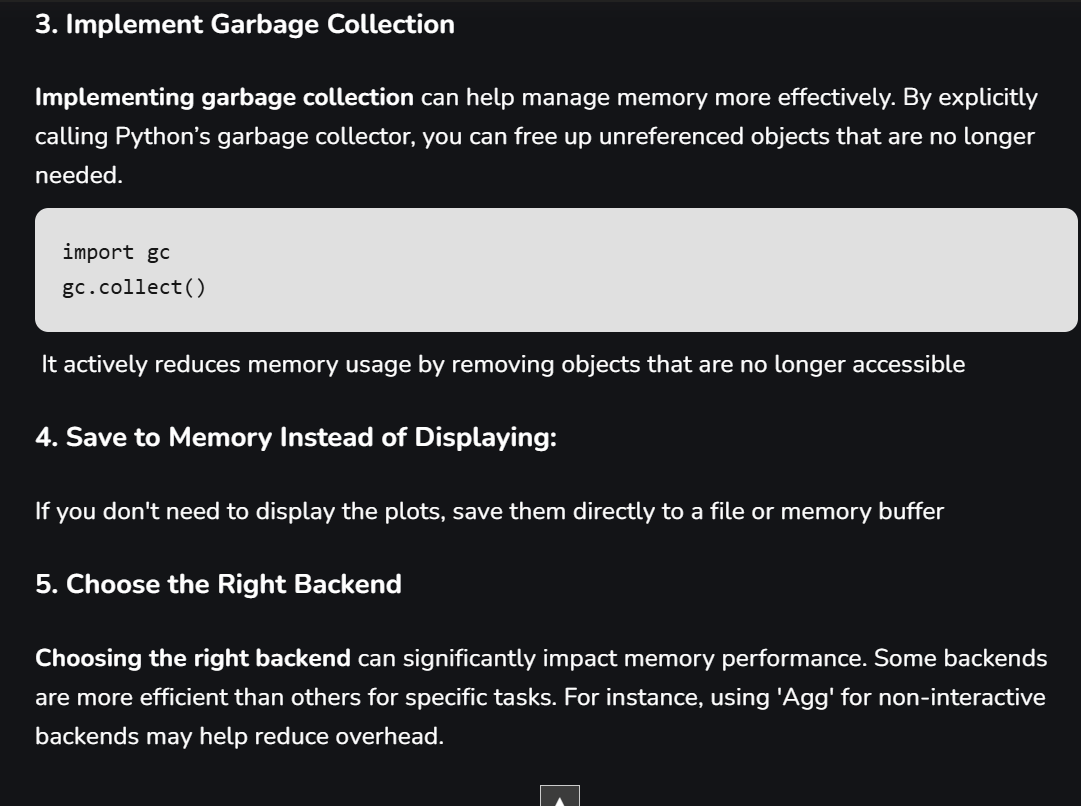 3. Implement Garbage Collection
Implementing garbage collection can help manage memory more effectively. By explicitly
calling Python’s garbage collector, you can free up unreferenced objects that are no longer
needed.
import gc
gc.collect()
It actively reduces memory usage by removing objects that are no longer accessible
4. Save to Memory Instead of Displaying:
If you don't need to display the plots, save them directly to a file or memory buffer
5. Choose the Right Backend
Choosing the right backend can significantly impact memory performance. Some backends
are more efficient than others for specific tasks. For instance, using 'Agg' for non-interactive
backends may help reduce overhead.